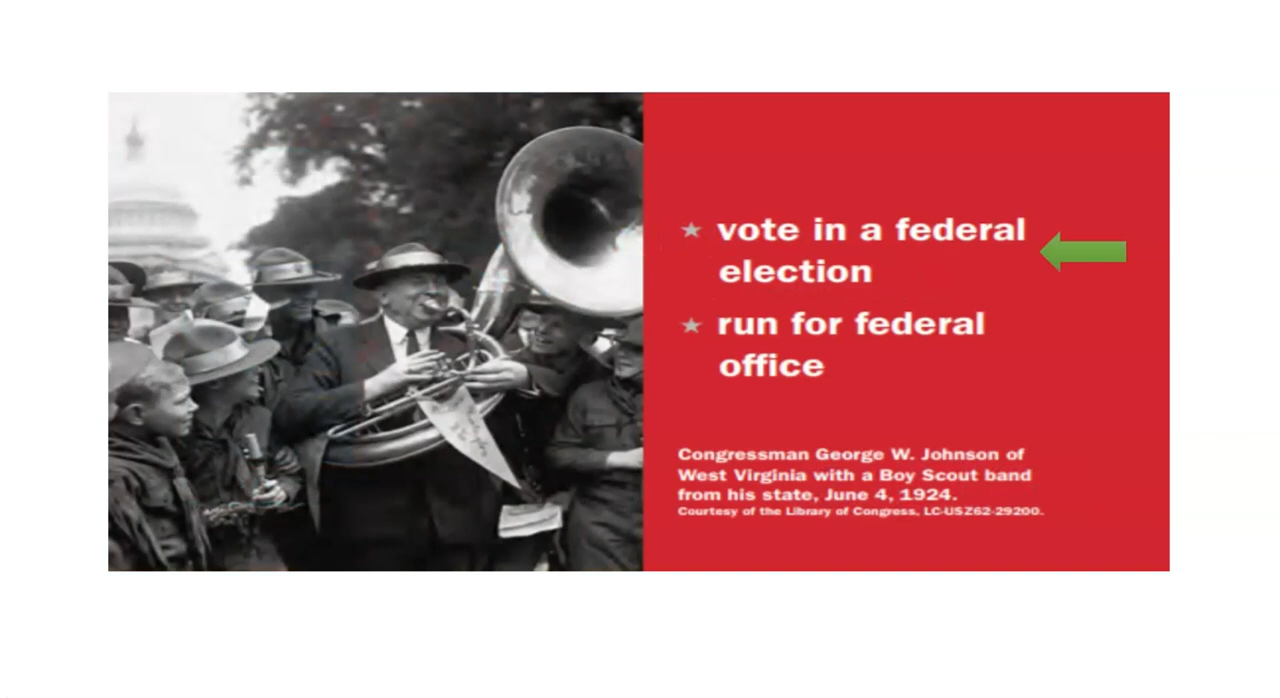 ★ vote in a federal
election
★ run for federal
office
Congressman George W. Johnson of
West Virginia with a Boy Scout band
from his state, June 4, 1924.
Courtesy of the Library of Congress, LC-USZ62-29200.